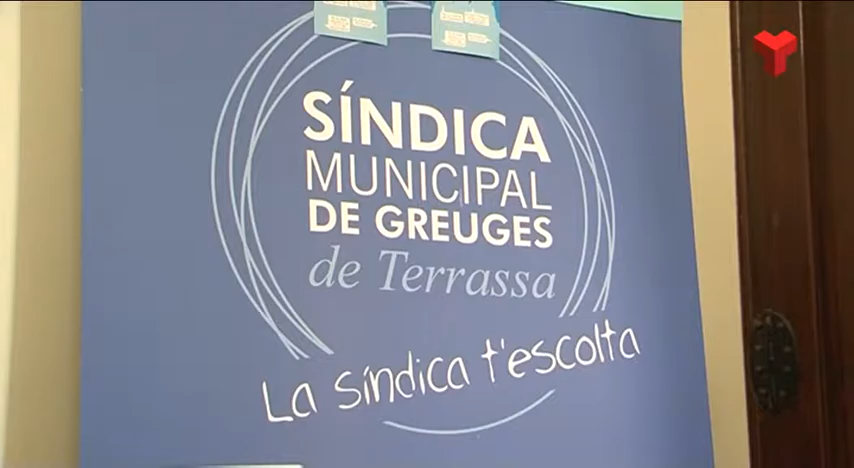 SÍNDICA
MUNICIPAL
DE GREUGES
de Terrassa
La síndica t'escolta